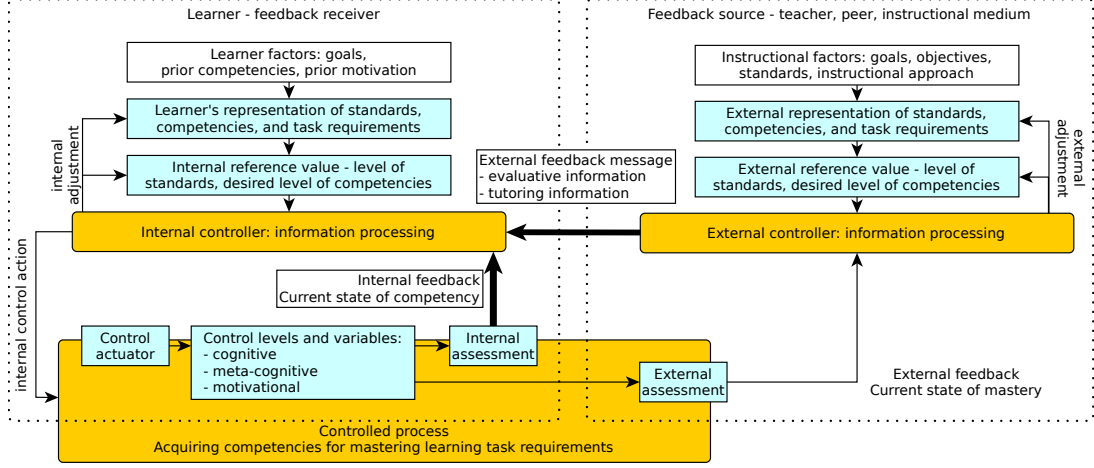 Learner - feedback receiver
Feedback source - teacher, peer, instructional medium
Learner factors: goals,
prior competencies, prior motivation
Instructional factors: goals, objectives,
standards, instructional approach
Learner's representation of standards,
competencies, and task requirements
External representation of standards,
competencies, and task requirements
internal
adjustment
external
adjustment
Internal reference value - level of
standards, desired level of competencies
External feedback message
- evaluative information
- tutoring information
External reference value - level of
standards, desired level of competencies
Internal controller: information processing
External controller: information processing
internal control action
Internal feedback
Current state of competency
Control
actuator
Control levels and variables:
- cognitive
- meta-cognitive
- motivational
Internal
assessment
External
assessment
External feedback
Current state of mastery
Controlled process
Acquiring competencies for mastering learning task requirements